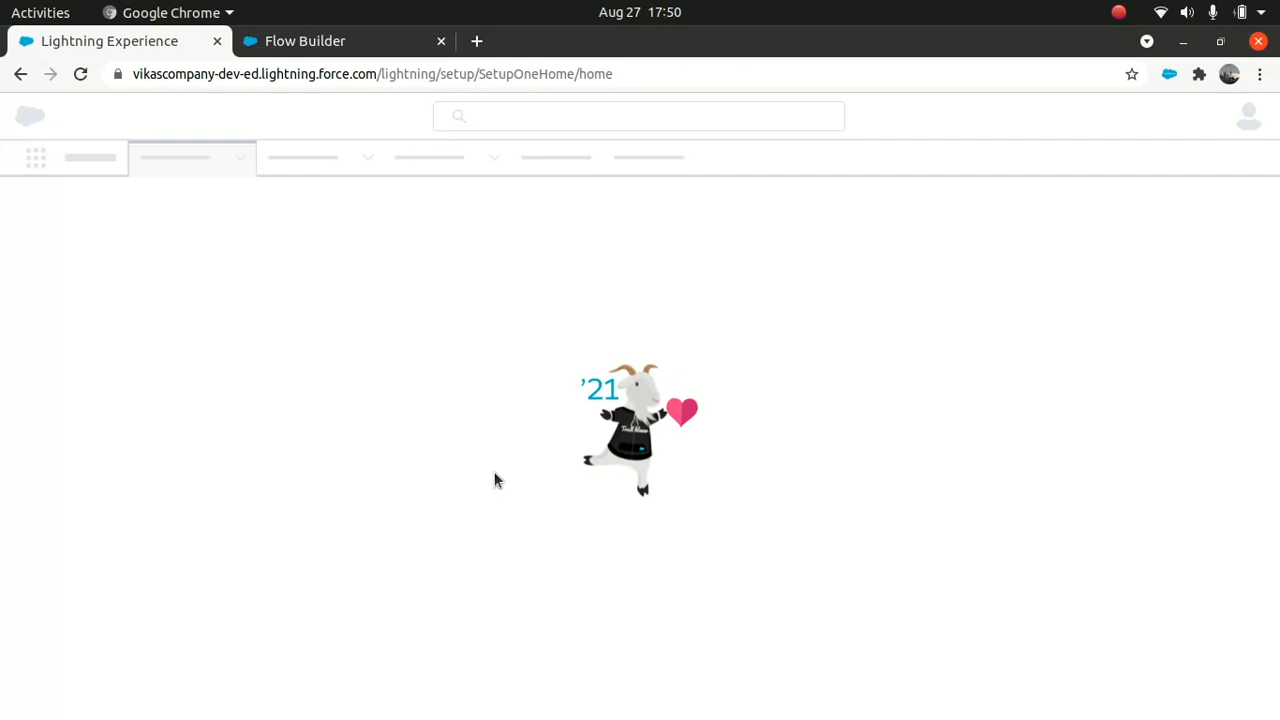 Activities
Google Chrome
Aug 27 17:50
Lightning Experience
Flow Builder
vikascompany-dev-ed.lightning.force.com/lightning/setup/SetupOneHome/home
’21